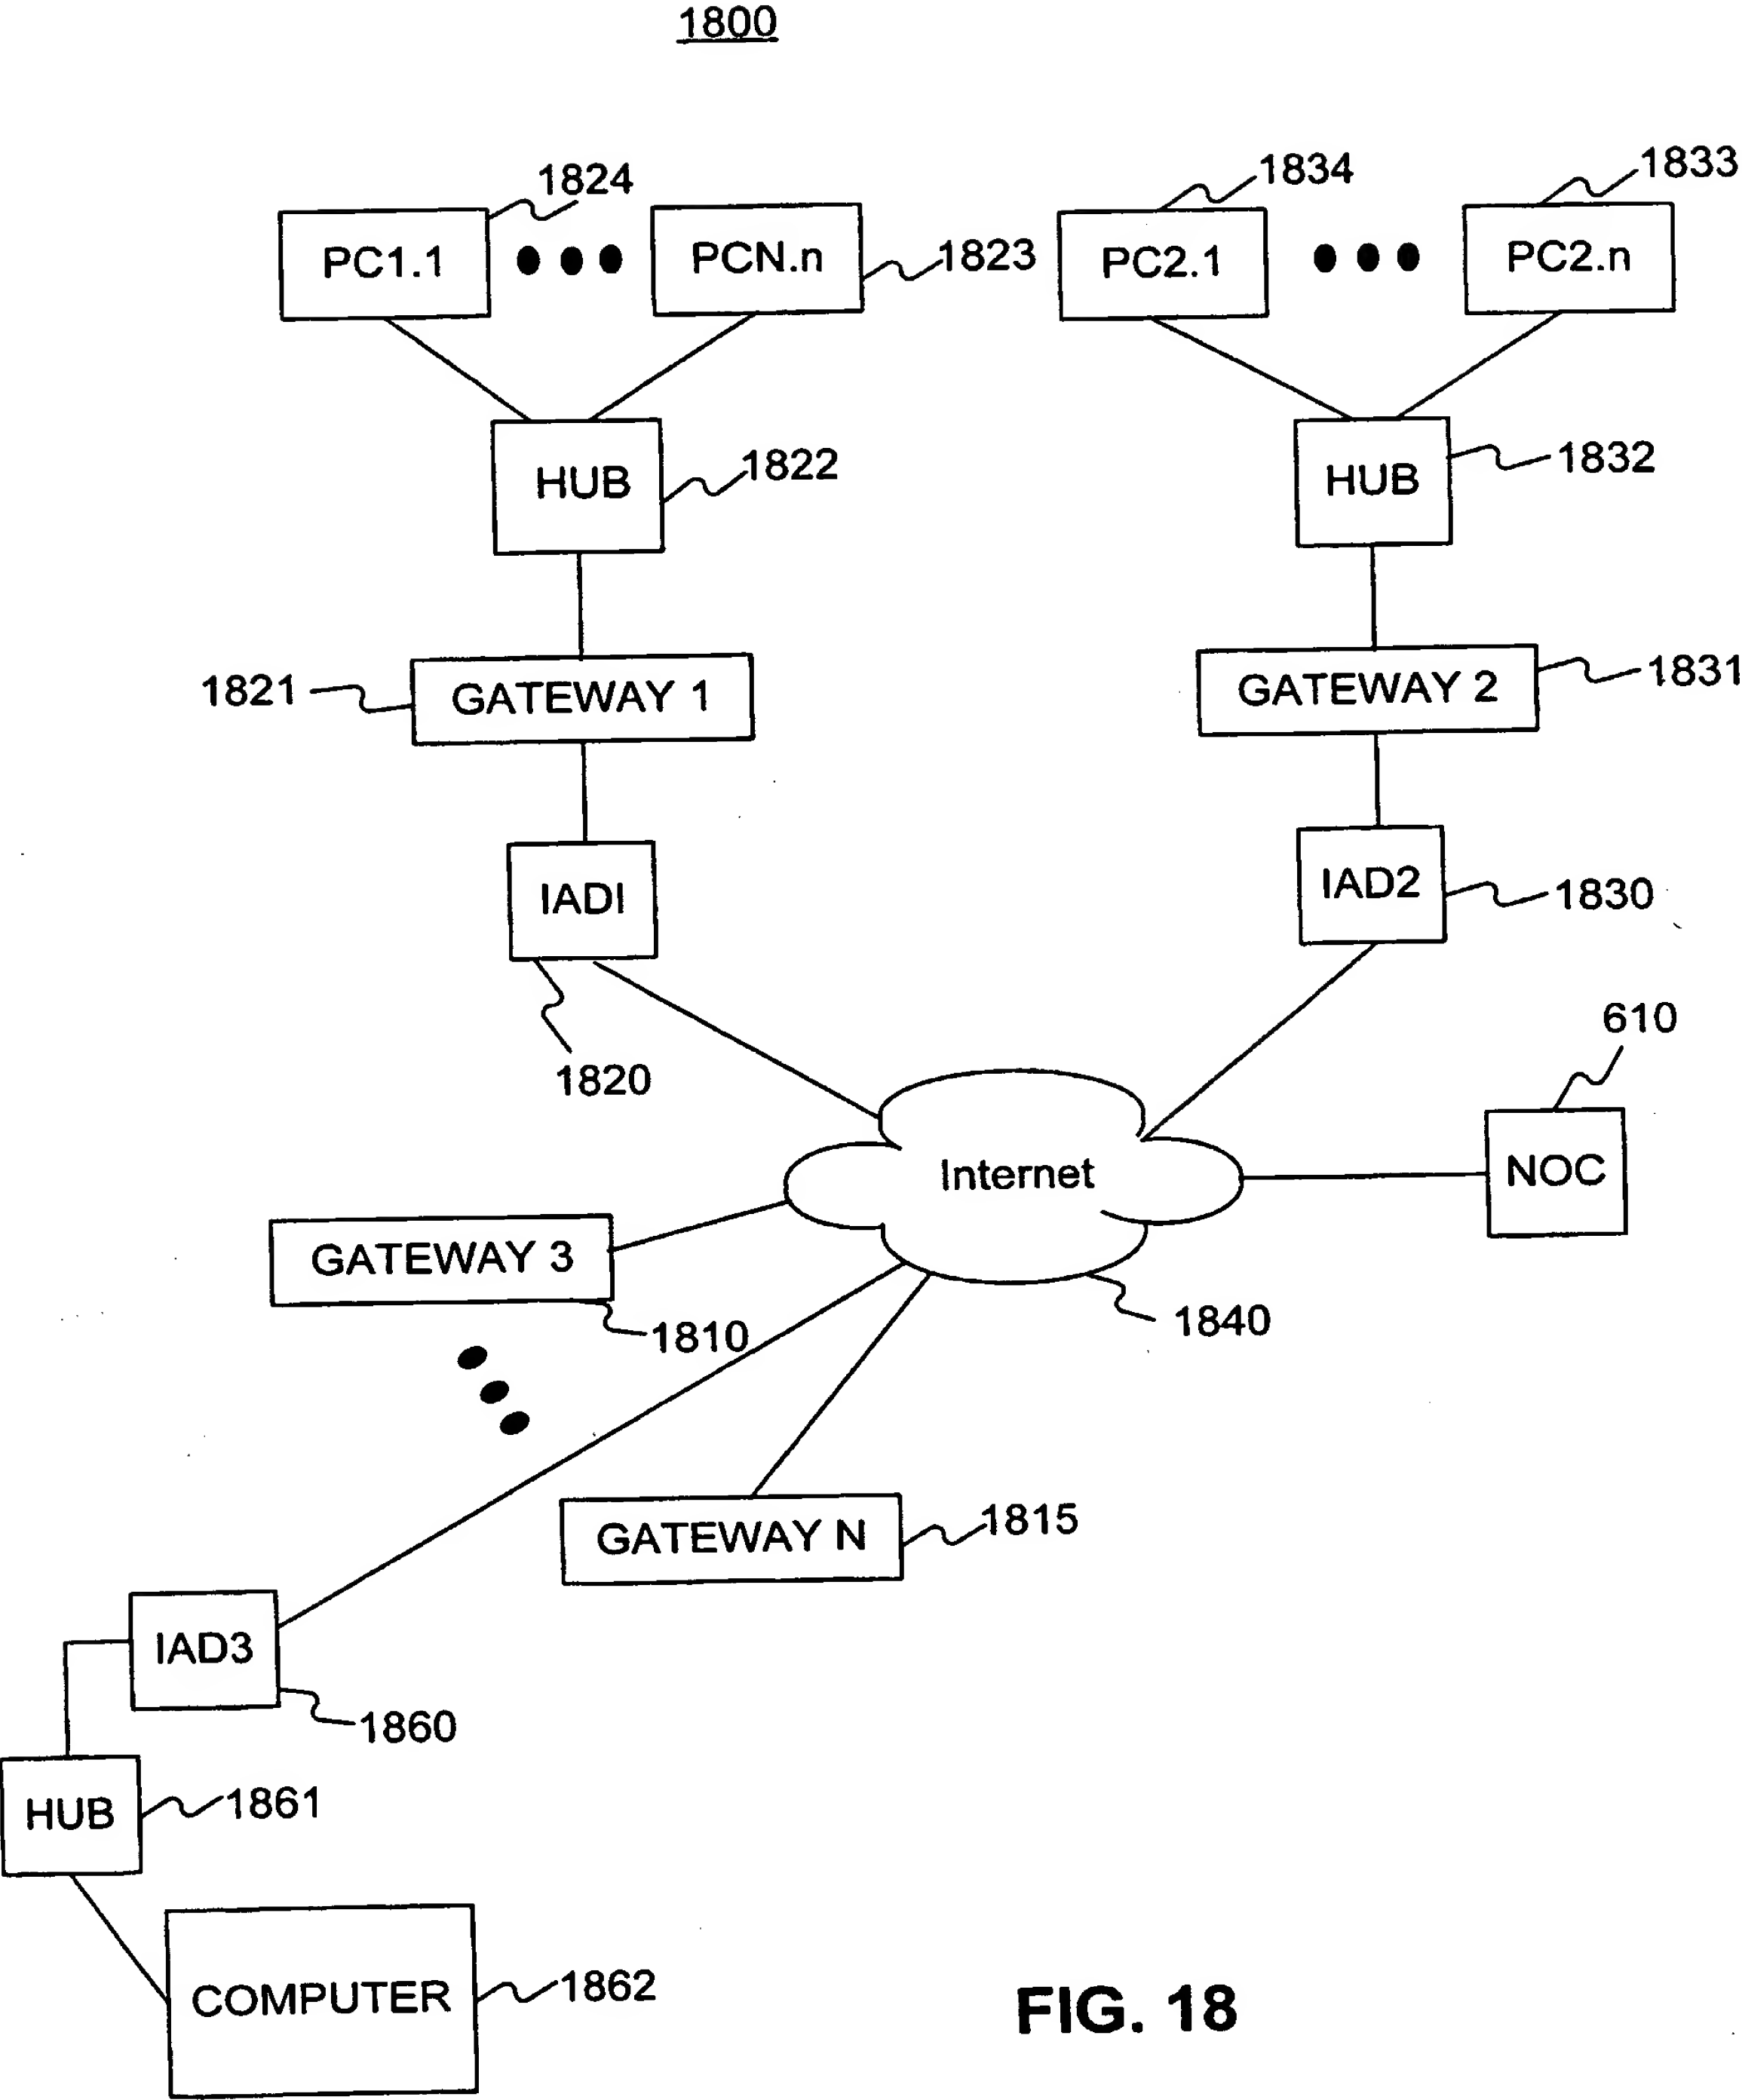 1800
1824
1834
1833
PC1.1
PCN.n
1823
PC2.1
PC2.n
HUB
1822
HUB
1832
1821
GATEWAY 1
GATEWAY 2
1831
IADI
IAD2
1830
1820
610
Internet
NOC
GATEWAY 3
1810
1840
GATEWAY N
1815
IAD3
1860
HUB
1861
COMPUTER
1862
FIG. 18